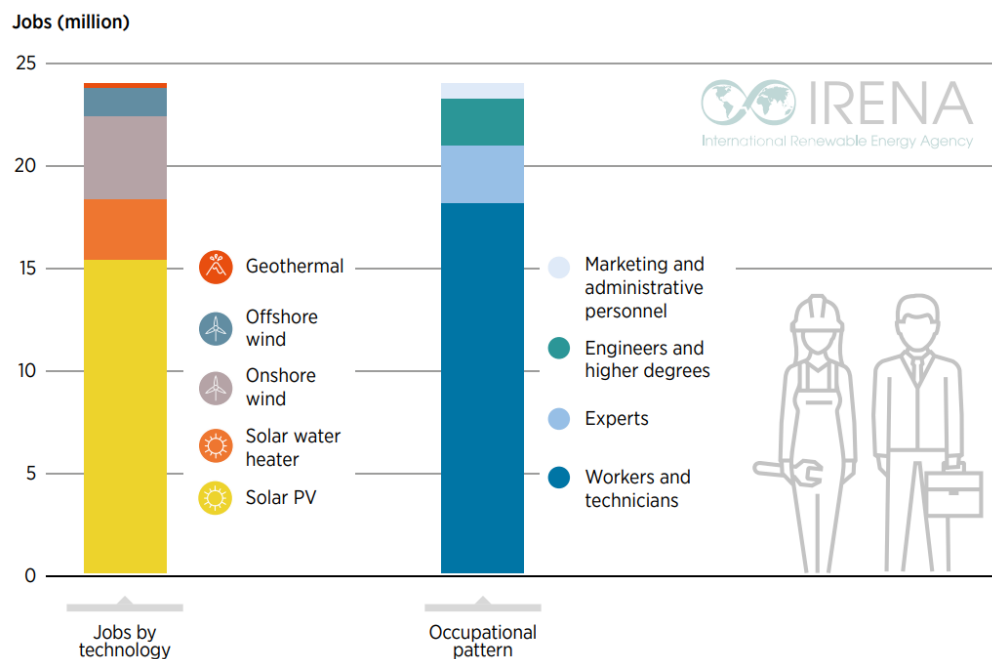 Jobs (million)
25
20
15
10
5
0
Geothermal
Offshore
wind
Onshore
wind
Solar water
heater
Solar PV
Marketing and
administrative
personnel
Engineers and
higher degrees
Experts
Workers and
technicians
IRENA
International Renewable Energy Agency
Jobs by
technology
Occupational
pattern